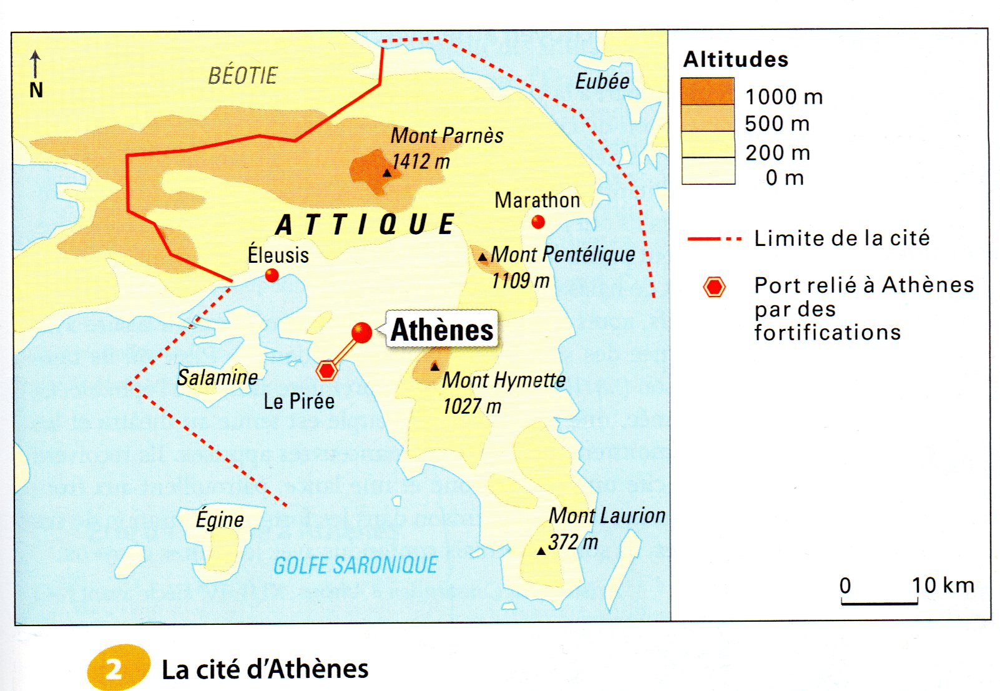 N
BÉOTIE
Eubée
Mont Parnès
1412 m
Marathon
ATTIQUE
Éleusis
Mont Pentélique
1109 m
Athènes
Salamine
Le Pirée
Mont Hymette
1027 m
Égine
GOLFE SARONIQUE
Mont Laurion
372 m
Altitudes
1000 m
500 m
200 m
0 m
Limite de la cité
Port relié à Athènes
par des
fortifications
0 10 km
2 La cité d'Athènes